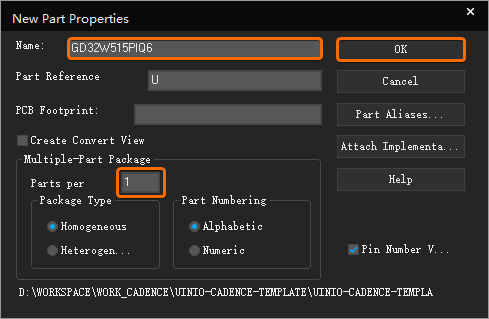 New Part Properties
Name:
GD32W515PIQ6
OK
Part Reference
U
Cancel
PCB Footprint:
Part Aliases...
Create Convert View
Attach Implementa...
Multiple-Part Package
Parts per
1
Help
Package Type
Part Numbering
Homogeneous
Alphabetic
Heterogen...
Numeric
Pin Number V...
D:\WORKSPACE\WORK_CADENCE\UINIO-CADENCE-TEMPLATE\UINIO-CADENCE-TEMPLA